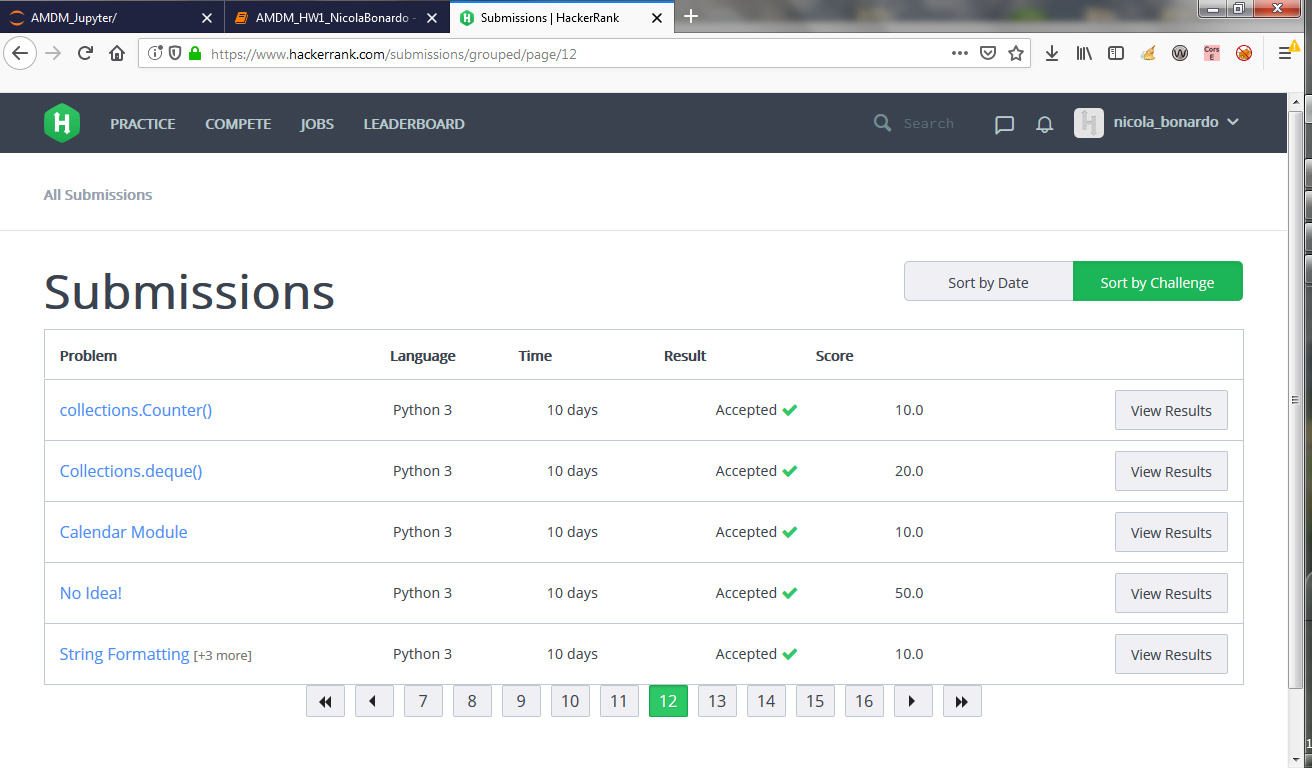 AMDM_Jupyter/
AMDM_HW1_NicolaBonardo -
Submissions | HackerRank
https://www.hackerrank.com/submissions/grouped/page/12
Cors
E
H
PRACTICE COMPETE JOBS LEADERBOARD
Search
nicola_bonardo
All Submissions
Submissions
Sort by Date Sort by Challenge
Problem Language Time Result Score
collections.Counter() Python 3 10 days Accepted 10.0 View Results
Collections.deque() Python 3 10 days Accepted 20.0 View Results
Calendar Module Python 3 10 days Accepted 10.0 View Results
No Idea! Python 3 10 days Accepted 50.0 View Results
String Formatting [+3 more] Python 3 10 days Accepted 10.0 View Results
7 8 9 10 11 12 13 14 15 16